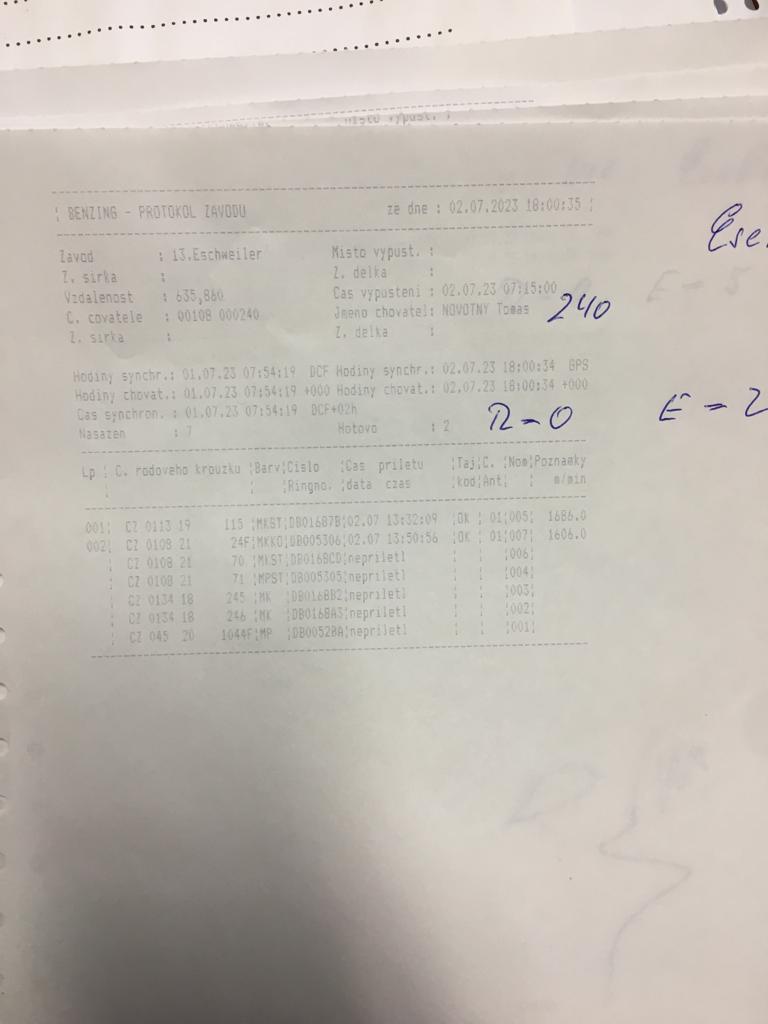 BENZING - PROTOKOL ZAVODU ze dne : 02.07.2023 18:00:35
Zavod : 13.Eschweiler Misto vypust. :
Z. sirka : Z. delka :
Vzdalenost : 635,860 Cas vypusteni : 02.07.23 07:15:00
C. covatele : 00108 000240 Jmeno chovatel: NOVOTNY Tomas 240
Z. sirka : Z. delka :
Hodiny synchr.: 01.07.23 07:54:19 DCF Hodiny synchr.: 02.07.23 18:00:34 GPS
Hodiny chovat.: 01.07.23 07:54:19 +000 Hodiny chovat.: 02.07.23 18:00:34 +000
Cas synchron. : 01.07.23 07:54:19 DCF+02h
Nasazen : 7 Hotovo : 2 R=0 E=2
Lp ¦ C. rodoveho krouzku ¦Barv¦Cislo ¦Cas priletu ¦Taj¦C. ¦Nom¦Poznamky
¦ ¦ ¦Ringno. ¦data czas ¦kod¦Ant¦ ¦ m/min
001¦ CZ 0113 19 115 ¦MKST¦DB016B7B¦02.07 13:32:09 ¦OK ¦ 01¦005¦ 1686.0
002¦ CZ 0108 21 24F¦MKKO¦DB005306¦02.07 13:50:56 ¦OK ¦ 01¦007¦ 1606.0
¦ CZ 0108 21 70 ¦MKST¦DB016BCD¦nepriletl ¦ ¦ ¦006¦
¦ CZ 0108 21 71 ¦MPST¦DB005305¦nepriletl ¦ ¦ ¦004¦
¦ CZ 0134 18 245 ¦MK ¦DB016BB2¦nepriletl ¦ ¦ ¦003¦
¦ CZ 0134 18 246 ¦MK ¦DB016BA3¦nepriletl ¦ ¦ ¦002¦
¦ CZ 045 20 1044F¦MP ¦DB0052BA¦nepriletl ¦ ¦ ¦001¦